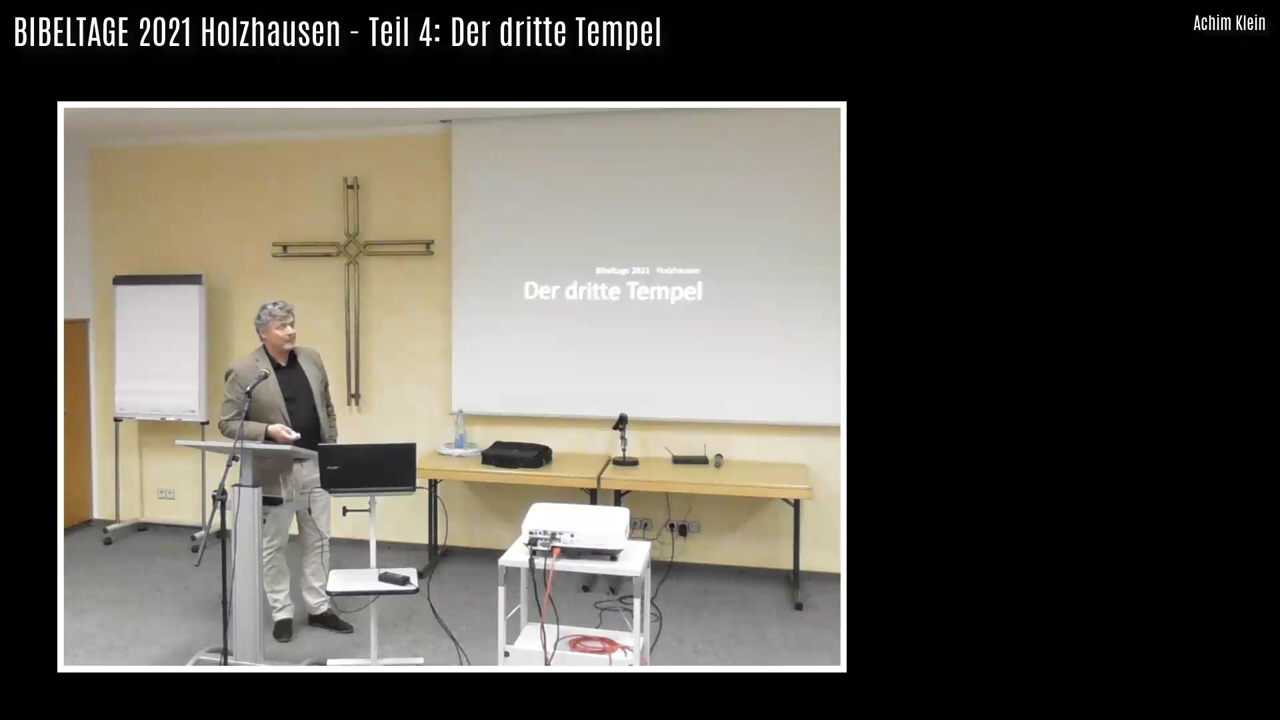 BIBELTAGE 2021 Holzhausen - Teil 4: Der dritte Tempel
Achim Klein
Bibeltage 2021 Holzhausen
Der dritte Tempel